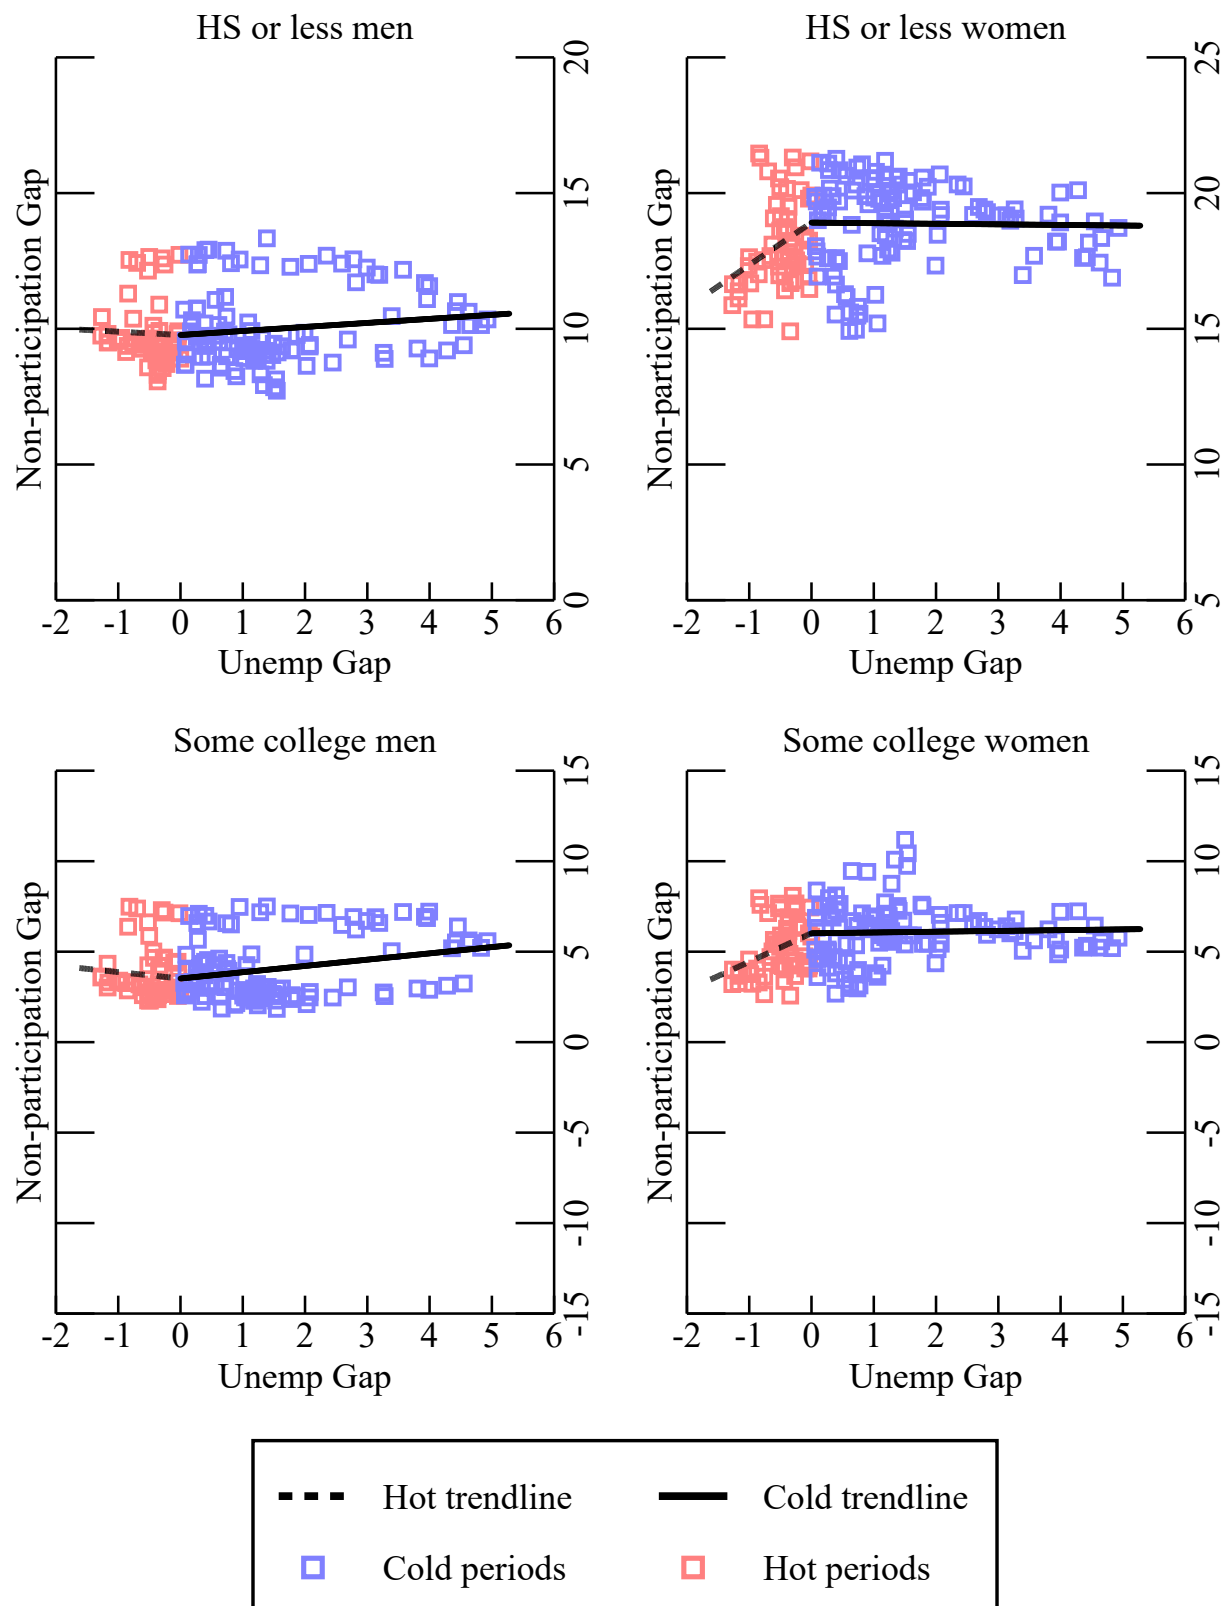 HS or less men
HS or less women
Non-participation Gap
20
15
10
5
0
-2 -1 0 1 2 3 4 5 6
Unemp Gap
Non-participation Gap
25
20
15
10
5
-2 -1 0 1 2 3 4 5 6
Unemp Gap
Some college men
Some college women
Non-participation Gap
15
10
5
0
-5
-10
-15
-2 -1 0 1 2 3 4 5 6
Unemp Gap
Non-participation Gap
15
10
5
0
-5
-10
-15
-2 -1 0 1 2 3 4 5 6
Unemp Gap
Hot trendline
Cold trendline
Cold periods
Hot periods